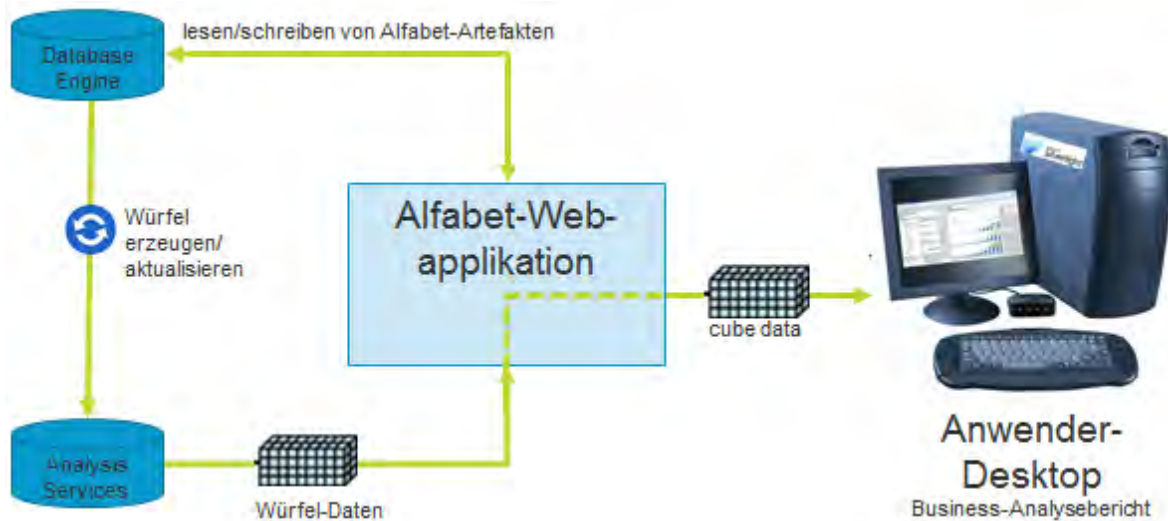 lesen/schreiben von Alfabet-Artefakten
Database
Engine
Würfel
erzeugen/
aktualisieren
Alfabet-Web-
applikation
cube data
Analysis
Services
Würfel-Daten
Anwender-
Desktop
Business-Analysebericht